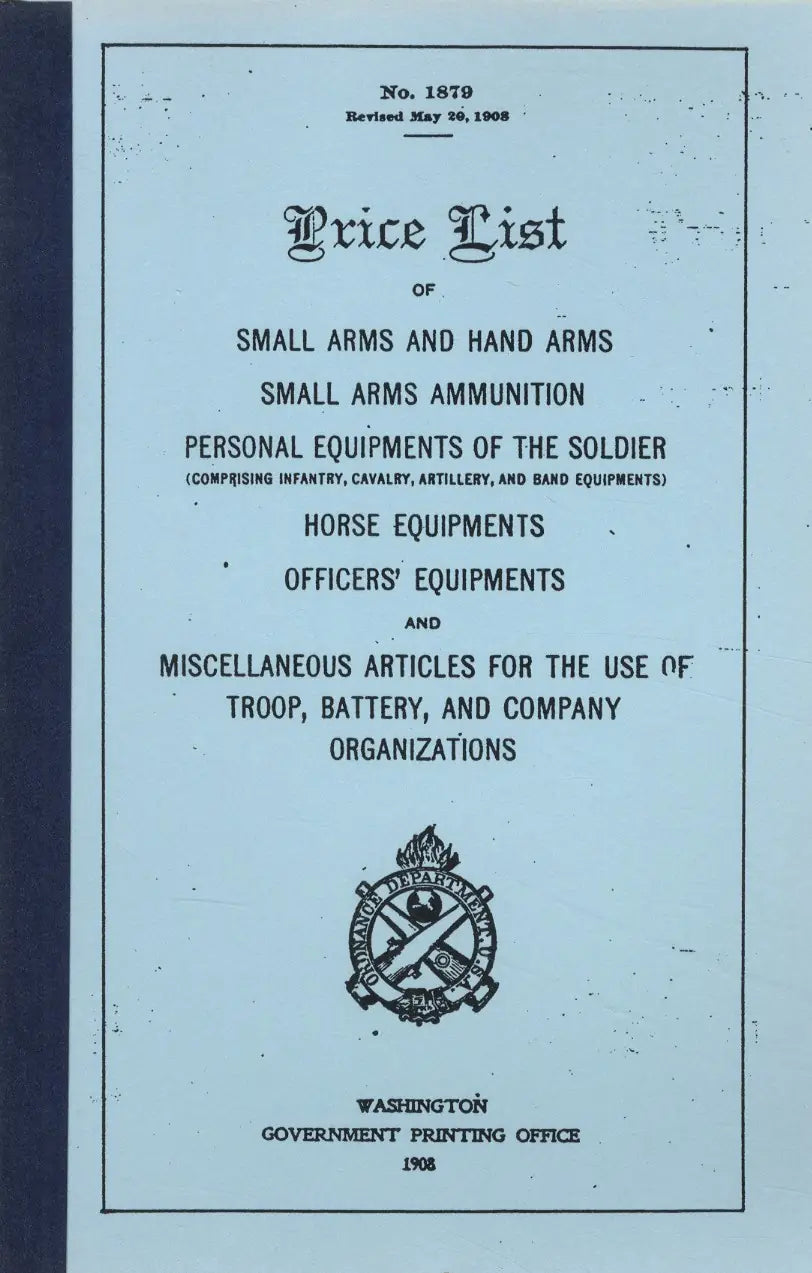 No. 1879
Revised May 20, 1908
Price List
OF
SMALL ARMS AND HAND ARMS
SMALL ARMS AMMUNITION
PERSONAL EQUIPMENTS OF THE SOLDIER
(COMPRISING INFANTRY, CAVALRY, ARTILLERY, AND BAND EQUIPMENTS)
HORSE EQUIPMENTS
OFFICERS' EQUIPMENTS
AND
MISCELLANEOUS ARTICLES FOR THE USE OF
TROOP, BATTERY, AND COMPANY
ORGANIZATIONS
ORDNANCE DEPARTMENT. U.S.A.
WASHINGTON
GOVERNMENT PRINTING OFFICE
1908